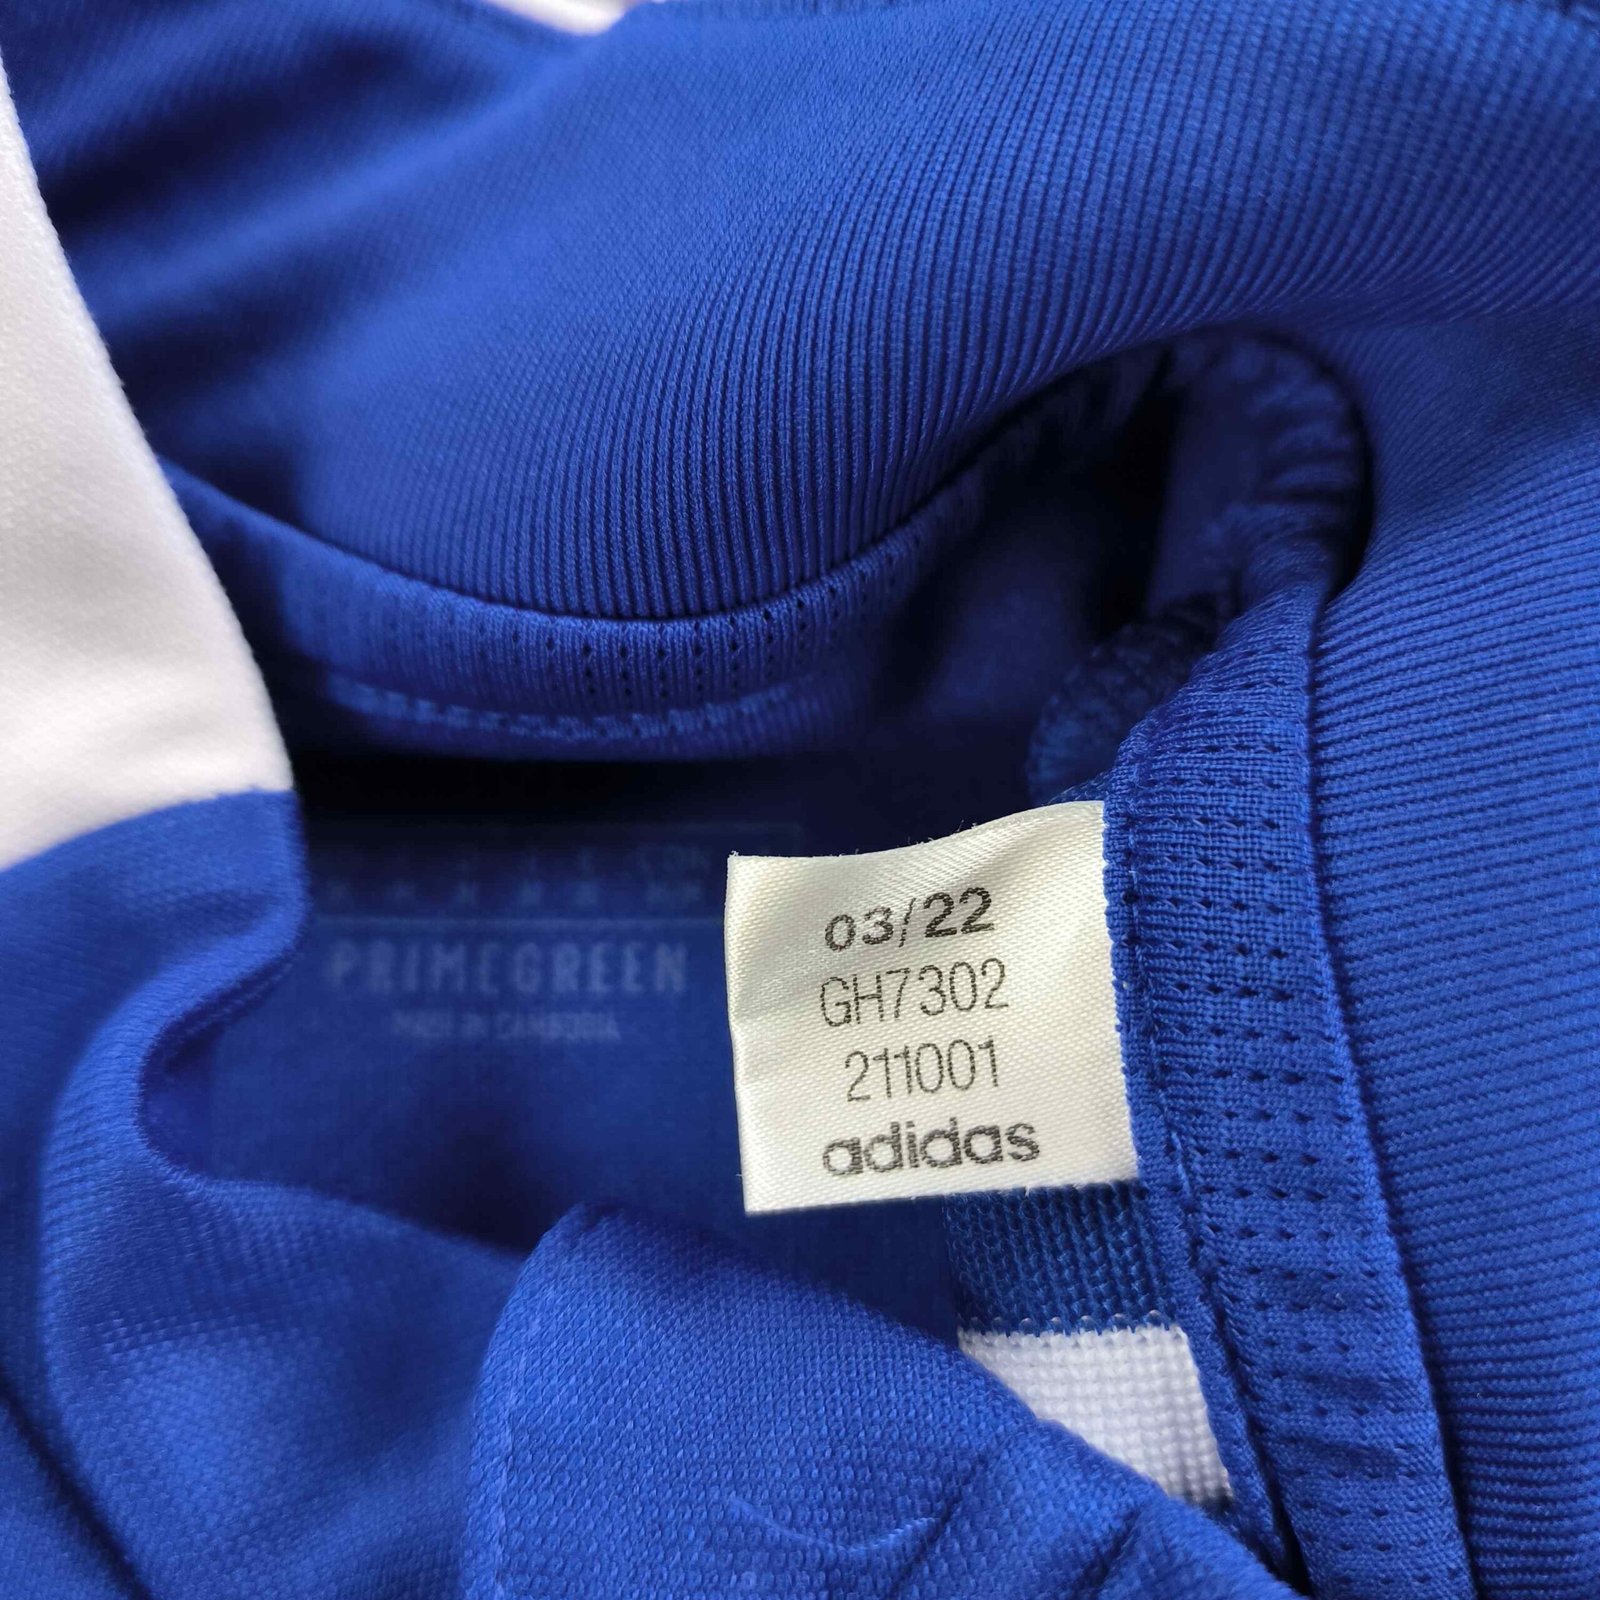 PRIMEGREEN
MADE IN CAMBODIA
03/22
GH7302
211001
adidas